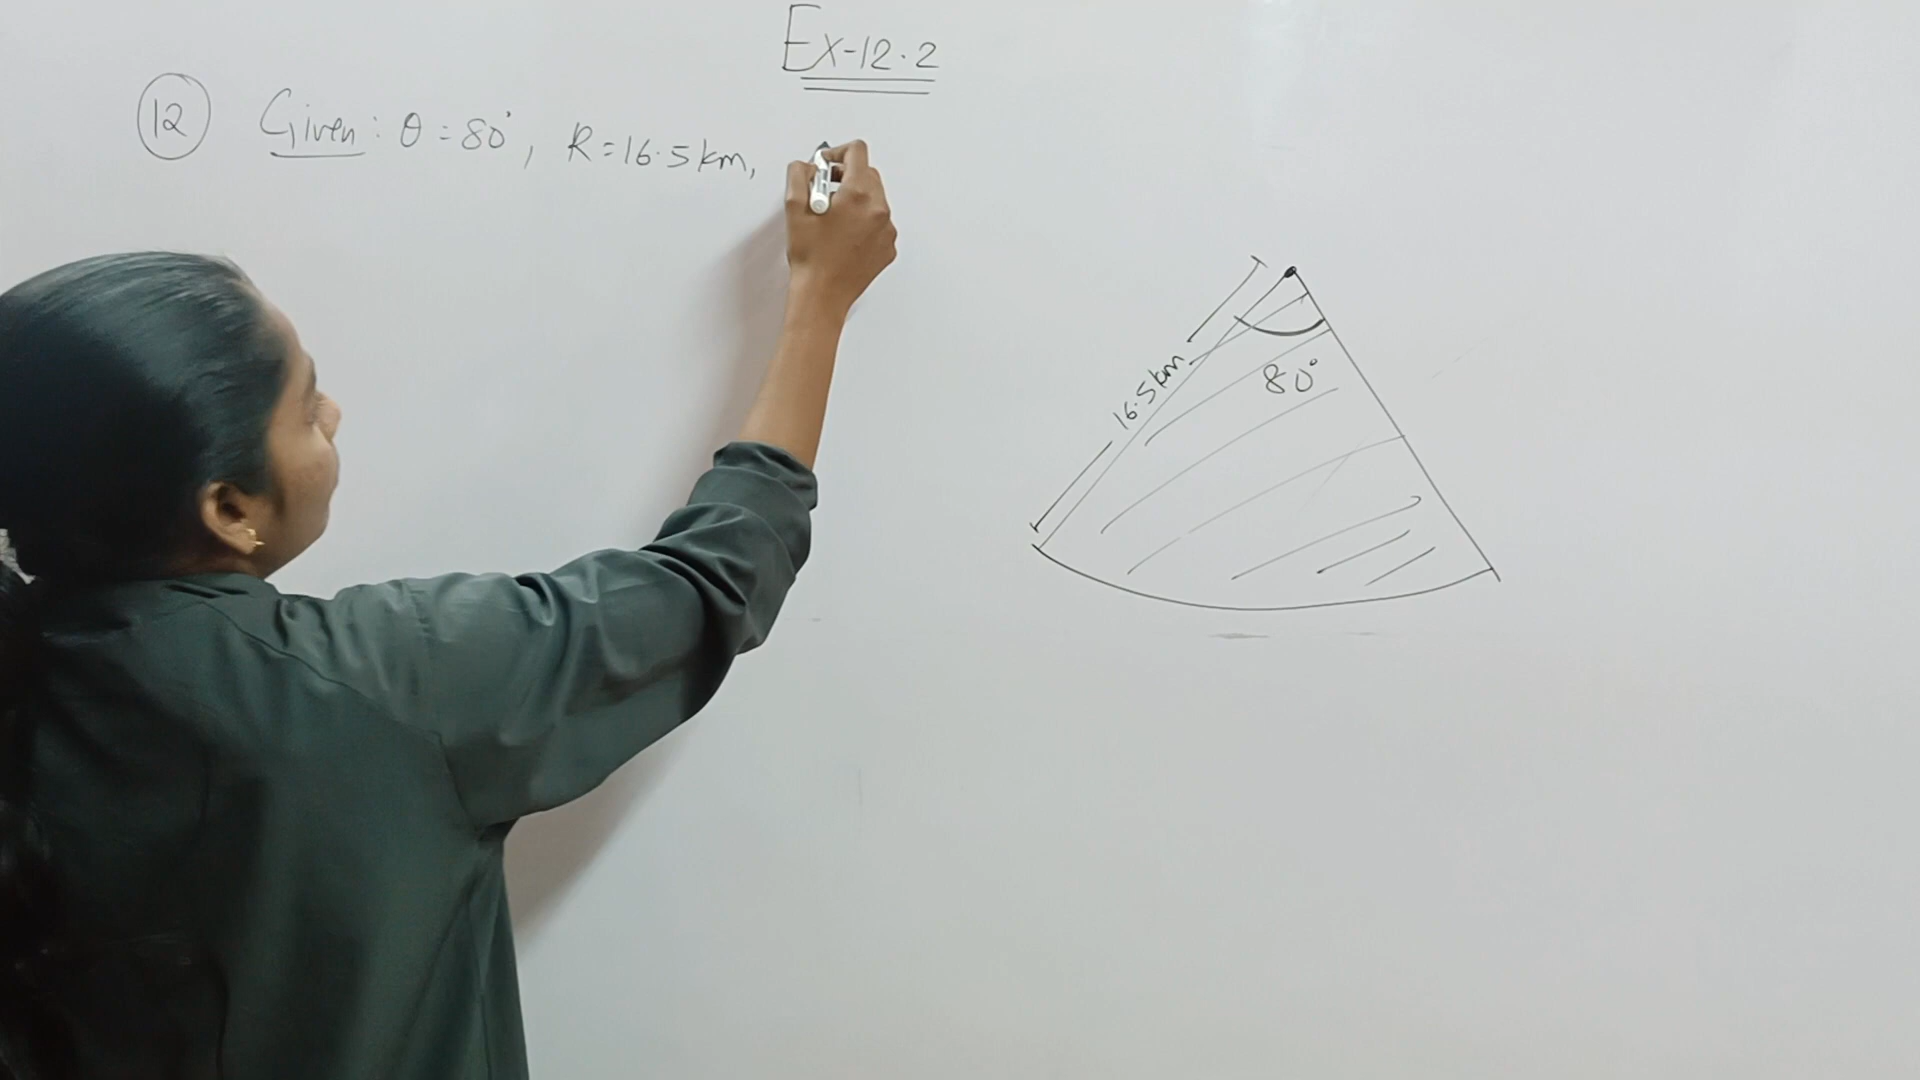 Ex-12.2
12 Given: θ = 80°, R = 16.5 km,
16.5 km
80°